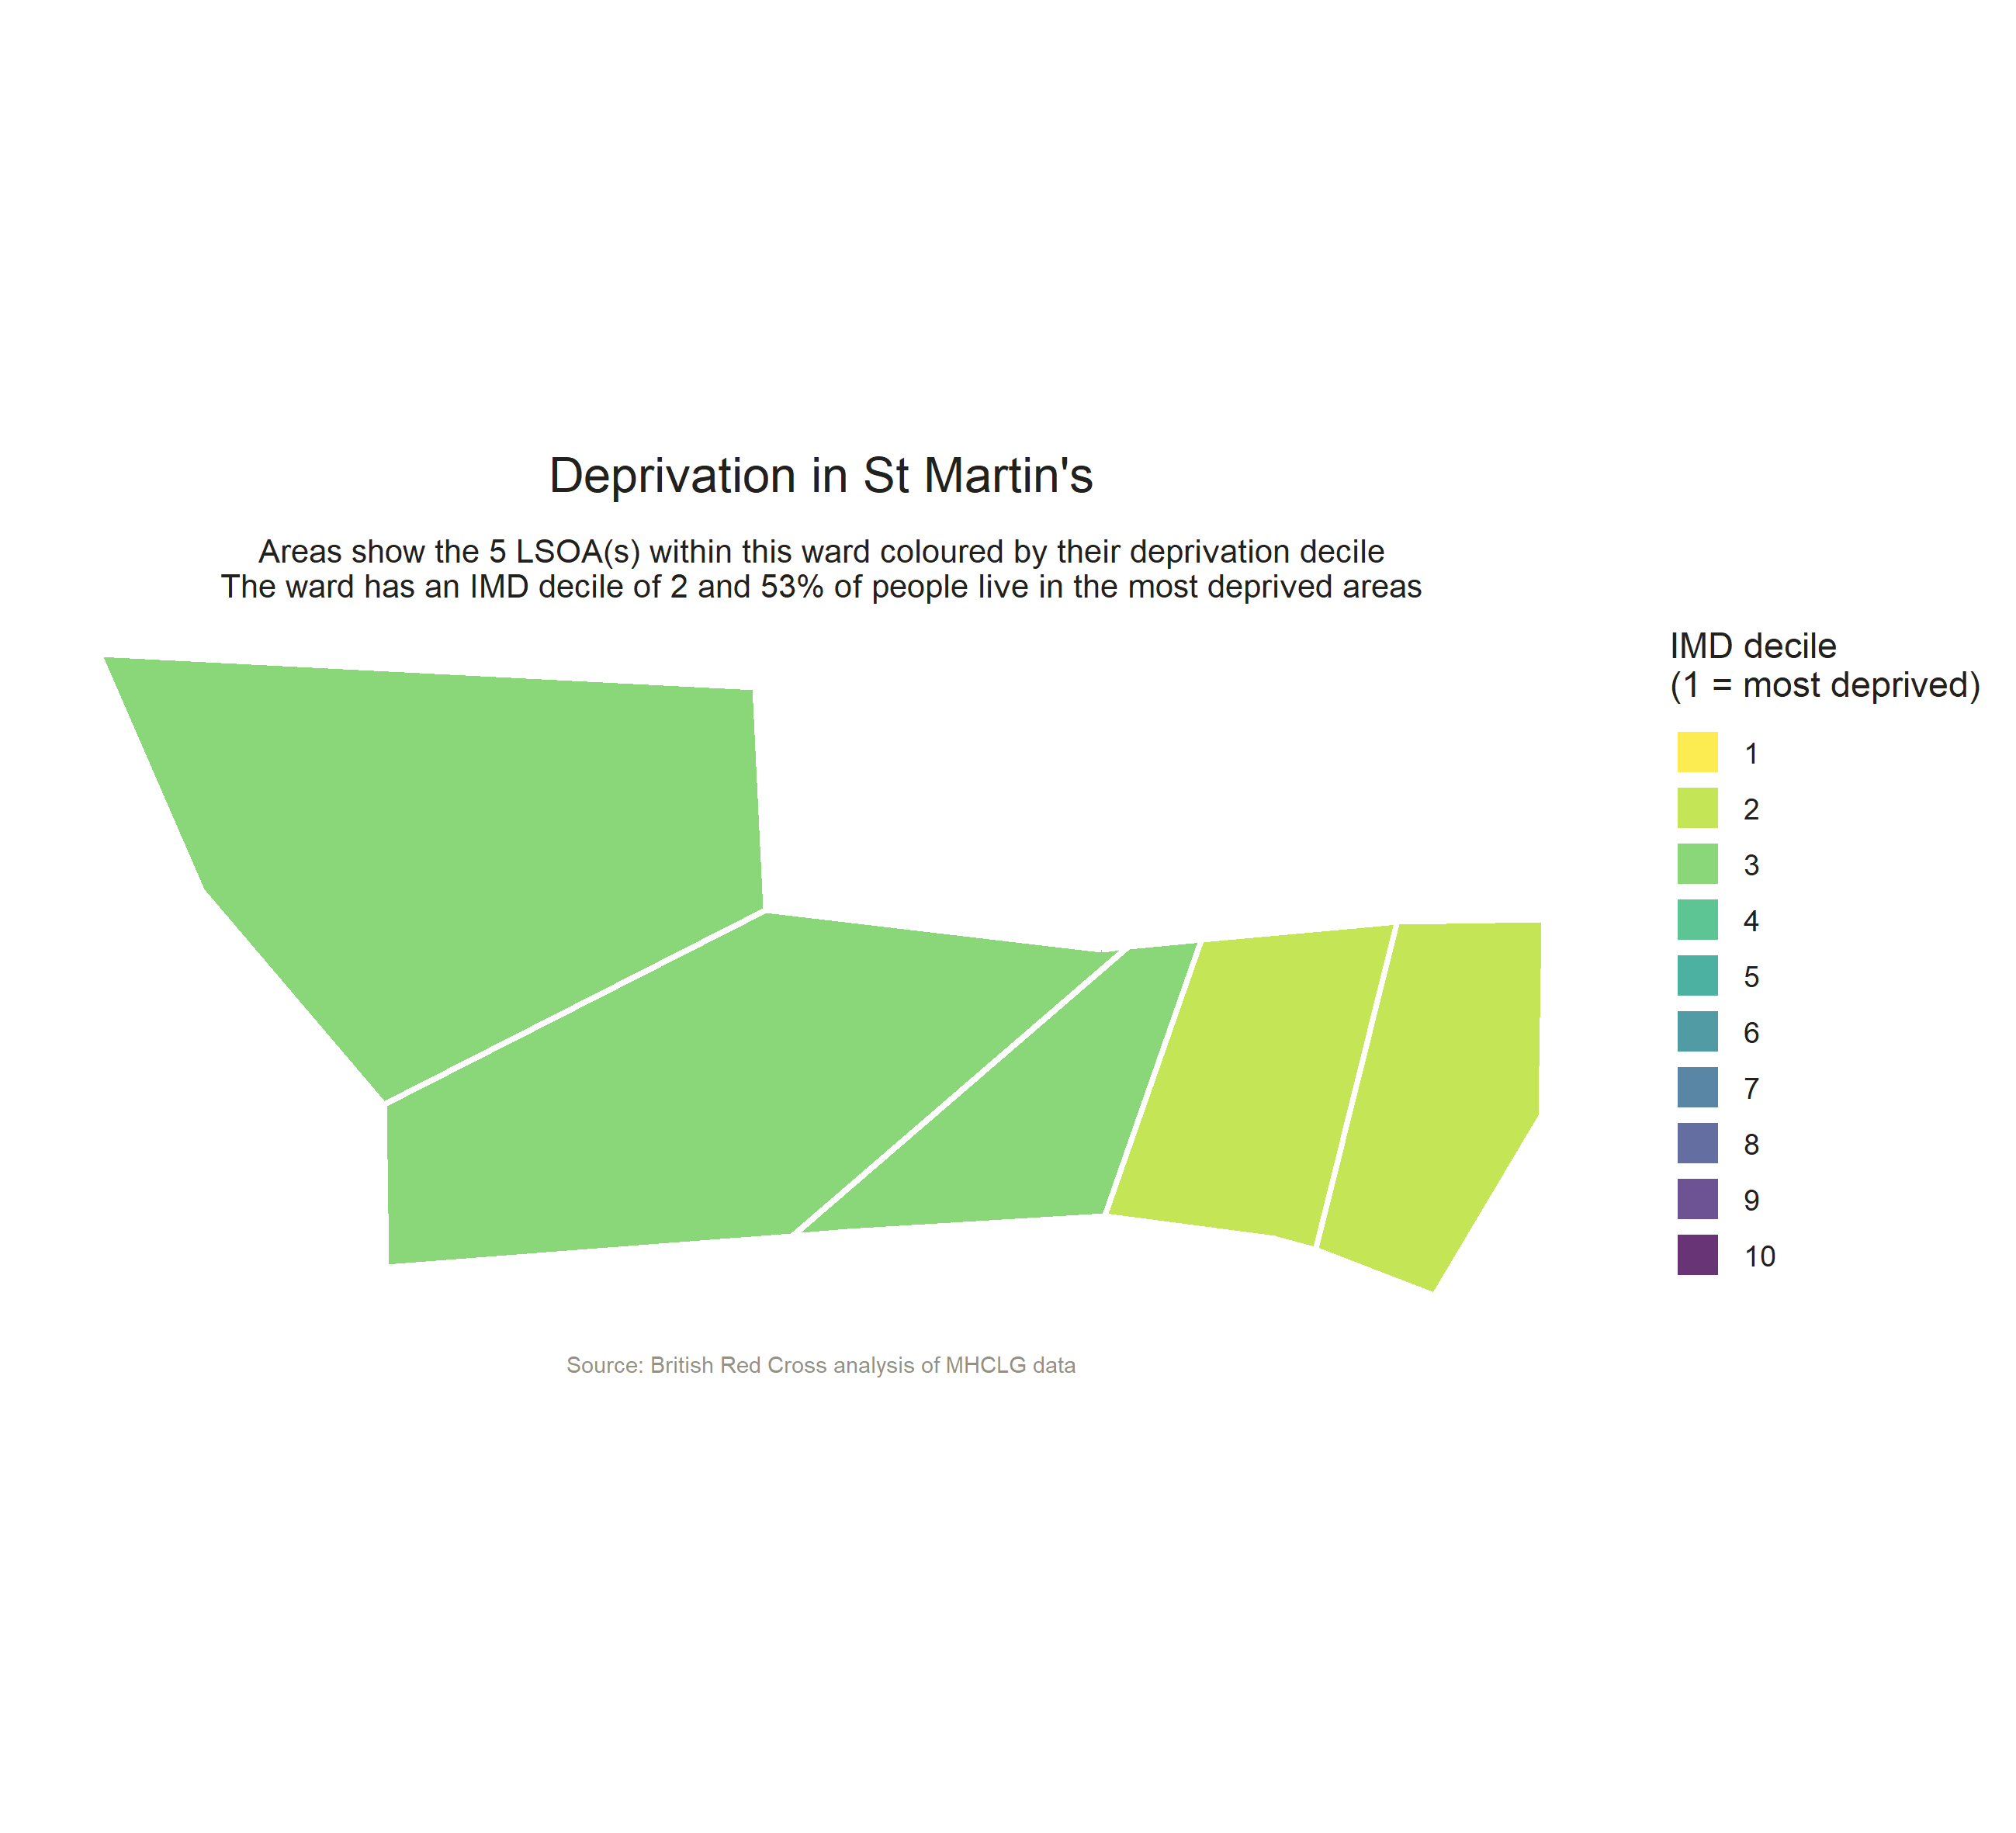 Deprivation in St Martin's
Areas show the 5 LSOA(s) within this ward coloured by their deprivation decile
The ward has an IMD decile of 2 and 53% of people live in the most deprived areas
IMD decile
(1 = most deprived)
1
2
3
4
5
6
7
8
9
10
Source: British Red Cross analysis of MHCLG data